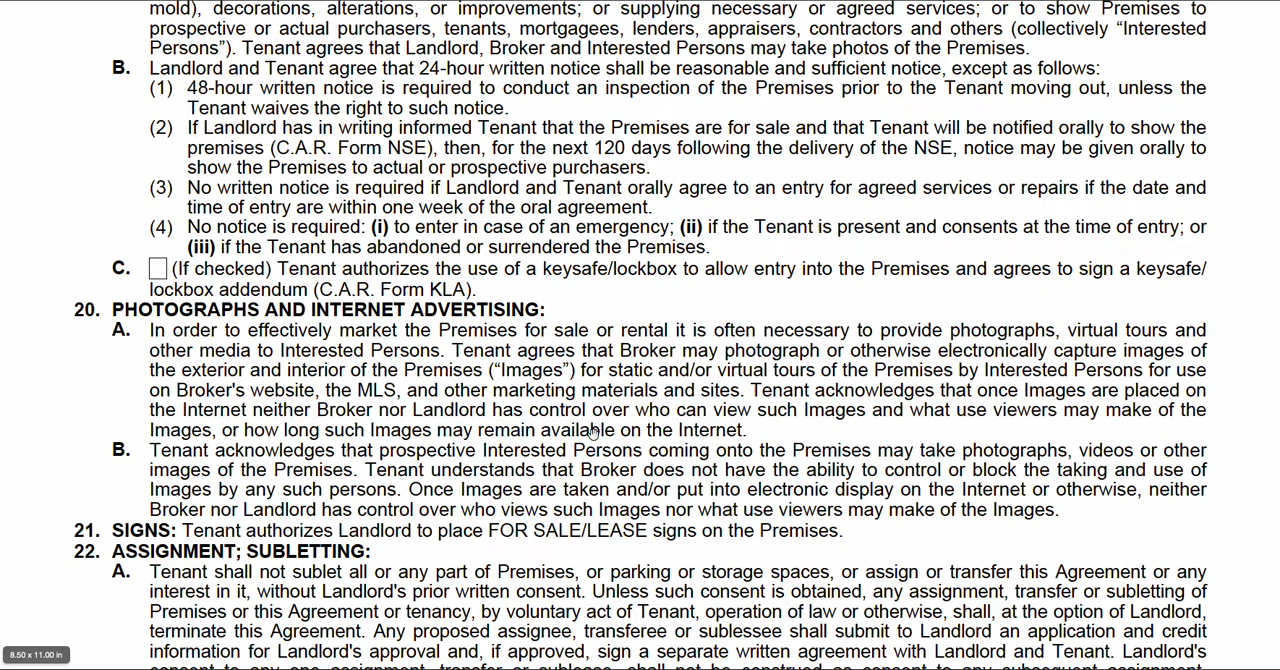 mold), decorations, alterations, or improvements; or supplying necessary or agreed services; or to show Premises to
prospective or actual purchasers, tenants, mortgagees, lenders, appraisers, contractors and others (collectively “Interested
Persons”). Tenant agrees that Landlord, Broker and Interested Persons may take photos of the Premises.
B. Landlord and Tenant agree that 24-hour written notice shall be reasonable and sufficient notice, except as follows:
(1) 48-hour written notice is required to conduct an inspection of the Premises prior to the Tenant moving out, unless the
Tenant waives the right to such notice.
(2) If Landlord has in writing informed Tenant that the Premises are for sale and that Tenant will be notified orally to show the
premises (C.A.R. Form NSE), then, for the next 120 days following the delivery of the NSE, notice may be given orally to
show the Premises to actual or prospective purchasers.
(3) No written notice is required if Landlord and Tenant orally agree to an entry for agreed services or repairs if the date and
time of entry are within one week of the oral agreement.
(4) No notice is required: (i) to enter in case of an emergency; (ii) if the Tenant is present and consents at the time of entry; or
(iii) if the Tenant has abandoned or surrendered the Premises.
C. (If checked) Tenant authorizes the use of a keysafe/lockbox to allow entry into the Premises and agrees to sign a keysafe/
lockbox addendum (C.A.R. Form KLA).
20. PHOTOGRAPHS AND INTERNET ADVERTISING:
A. In order to effectively market the Premises for sale or rental it is often necessary to provide photographs, virtual tours and
other media to Interested Persons. Tenant agrees that Broker may photograph or otherwise electronically capture images of
the exterior and interior of the Premises (“Images”) for static and/or virtual tours of the Premises by Interested Persons for use
on Broker's website, the MLS, and other marketing materials and sites. Tenant acknowledges that once Images are placed on
the Internet neither Broker nor Landlord has control over who can view such Images and what use viewers may make of the
Images, or how long such Images may remain available on the Internet.
B. Tenant acknowledges that prospective Interested Persons coming onto the Premises may take photographs, videos or other
images of the Premises. Tenant understands that Broker does not have the ability to control or block the taking and use of
Images by any such persons. Once Images are taken and/or put into electronic display on the Internet or otherwise, neither
Broker nor Landlord has control over who views such Images nor what use viewers may make of the Images.
21. SIGNS: Tenant authorizes Landlord to place FOR SALE/LEASE signs on the Premises.
22. ASSIGNMENT; SUBLETTING:
A. Tenant shall not sublet all or any part of Premises, or parking or storage spaces, or assign or transfer this Agreement or any
interest in it, without Landlord's prior written consent. Unless such consent is obtained, any assignment, transfer or subletting of
Premises or this Agreement or tenancy, by voluntary act of Tenant, operation of law or otherwise, shall, at the option of Landlord,
terminate this Agreement. Any proposed assignee, transferee or sublessee shall submit to Landlord an application and credit
information for Landlord's approval and, if approved, sign a separate written agreement with Landlord and Tenant. Landlord's
8.50 x 11.00 in